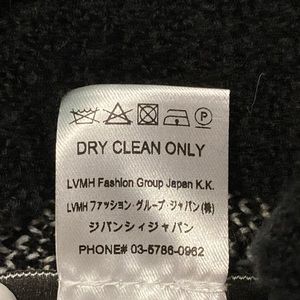 DRY CLEAN ONLY
LVMH Fashion Group Japan K.K.
LVMH ファッション・グループ・ジャパン(株)
ジバンシィジャパン
PHONE# 03-5786-0962